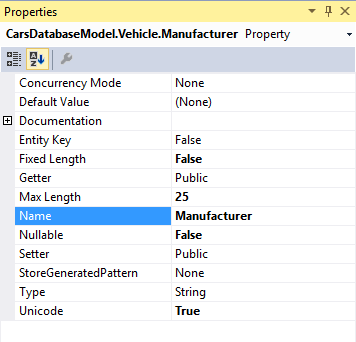 Properties
CarsDatabaseModel.Vehicle.Manufacturer Property
Concurrency Mode None
Default Value (None)
Documentation
Entity Key False
Fixed Length False
Getter Public
Max Length 25
Name Manufacturer
Nullable False
Setter Public
StoreGeneratedPattern None
Type String
Unicode True